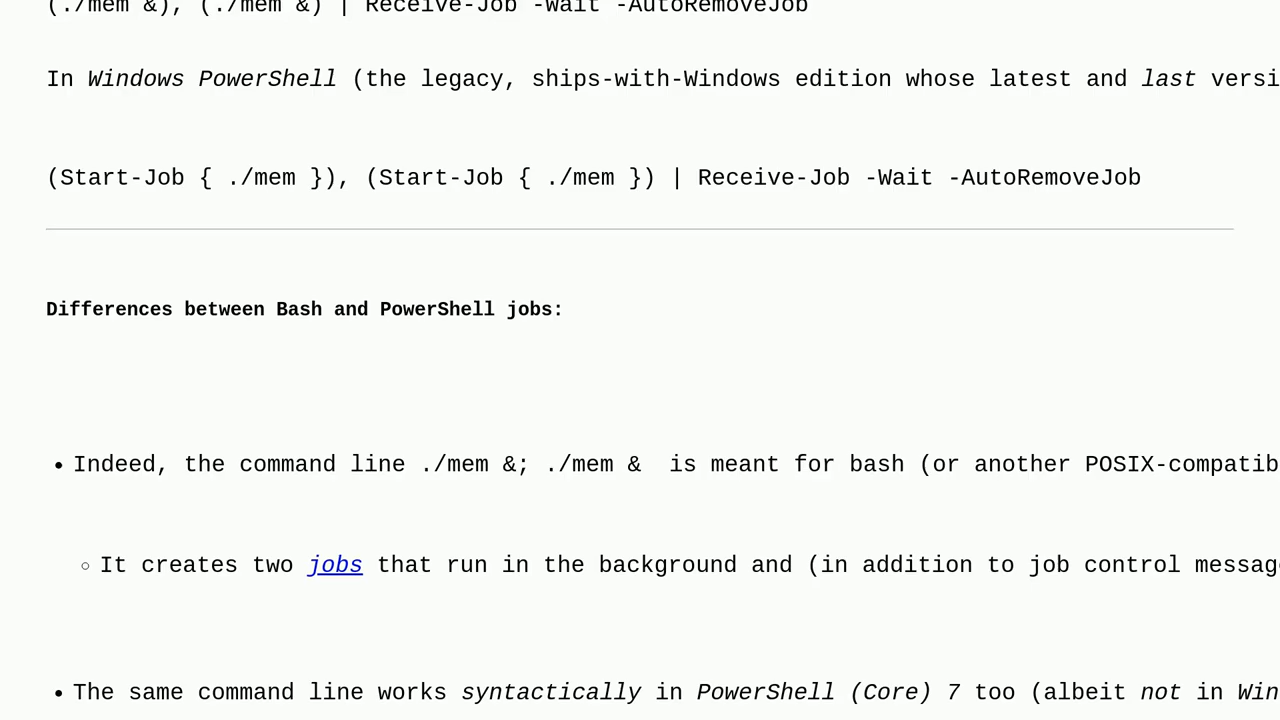 (./mem &), (./mem &) | Receive-Job -Wait -AutoRemoveJob
In Windows PowerShell (the legacy, ships-with-Windows edition whose latest and last versi
(Start-Job { ./mem }), (Start-Job { ./mem }) | Receive-Job -Wait -AutoRemoveJob
Differences between Bash and PowerShell jobs:
• Indeed, the command line ./mem &; ./mem &  is meant for bash (or another POSIX-compatib
○ It creates two jobs that run in the background and (in addition to job control messag
• The same command line works syntactically in PowerShell (Core) 7 too (albeit not in Win